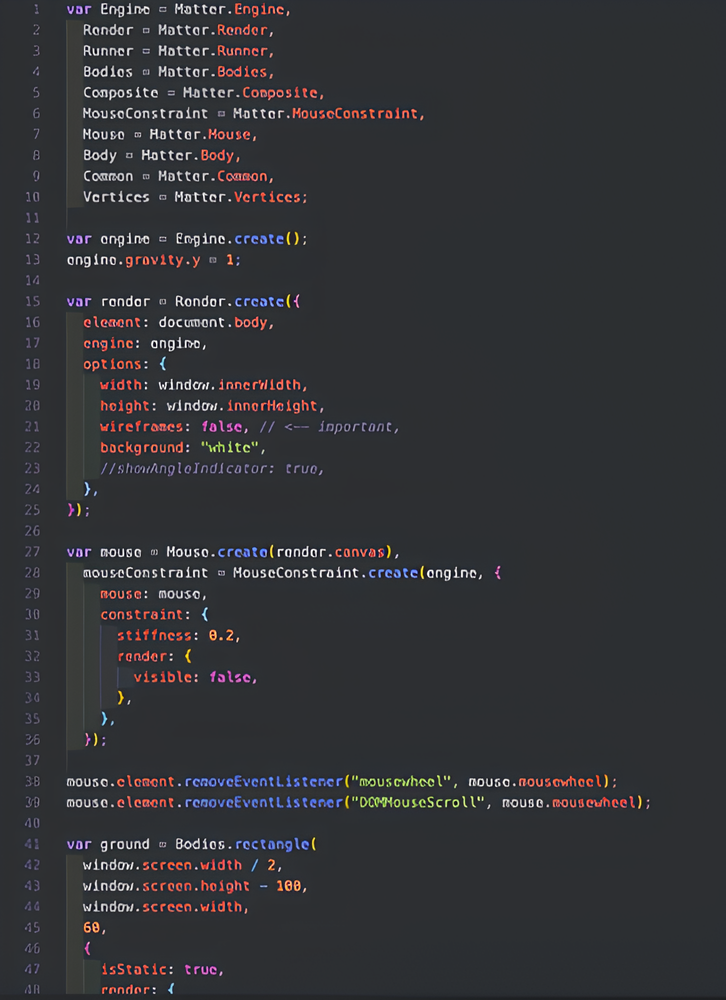 1 var Engine = Matter.Engine,
2 Render = Matter.Render,
3 Runner = Matter.Runner,
4 Bodies = Matter.Bodies,
5 Composite = Matter.Composite,
6 MouseConstraint = Matter.MouseConstraint,
7 Mouse = Matter.Mouse,
8 Body = Matter.Body,
9 Common = Matter.Common,
10 Vertices = Matter.Vertices;
11
12 var engine = Engine.create();
13 engine.gravity.y = 1;
14
15 var render = Render.create({
16 element: document.body,
17 engine: engine,
18 options: {
19 width: window.innerWidth,
20 height: window.innerHeight,
21 wireframes: false, // <-- important,
22 background: "white",
23 //showAngleIndicator: true,
24 },
25 });
26
27 var mouse = Mouse.create(render.canvas),
28 mouseConstraint = MouseConstraint.create(engine, {
29 mouse: mouse,
30 constraint: {
31 stiffness: 0.2,
32 render: {
33 visible: false,
34 },
35 },
36 });
37
38 mouse.element.removeEventListener("mousewheel", mouse.mousewheel);
39 mouse.element.removeEventListener("DOMMouseScroll", mouse.mousewheel);
40
41 var ground = Bodies.rectangle(
42 window.screen.width / 2,
43 window.screen.height - 100,
44 window.screen.width,
45 60,
46 {
47 isStatic: true,
48 render: {